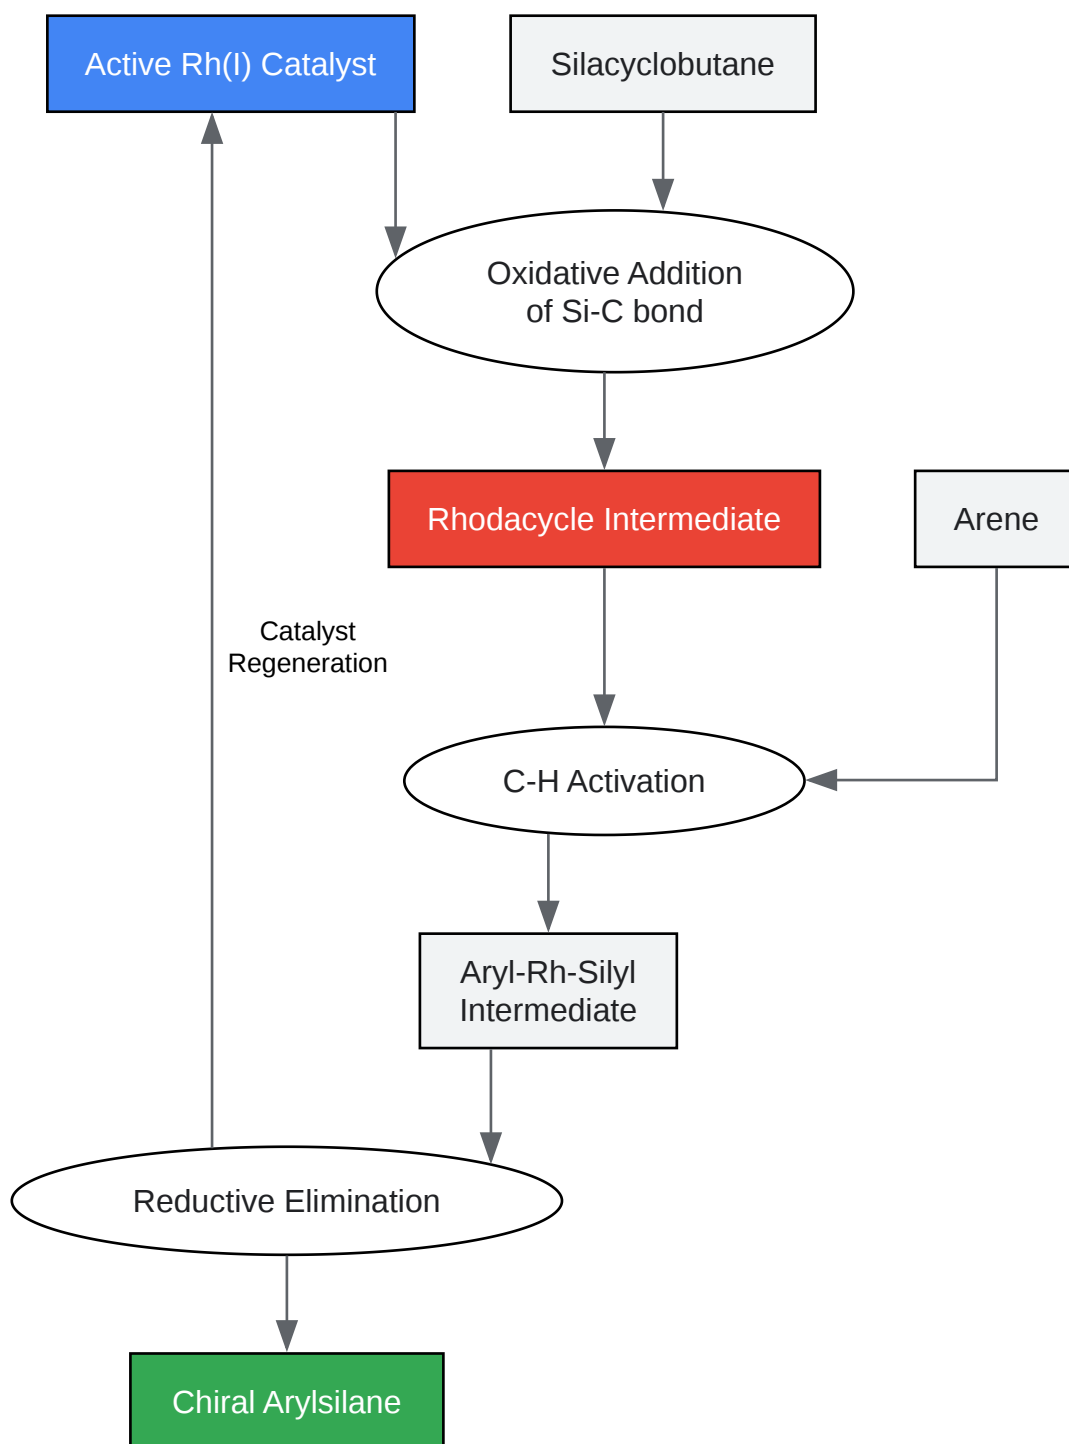 Active Rh(I) Catalyst
Silacyclobutane
Oxidative Addition
of Si-C bond
Rhodacycle Intermediate
Arene
Catalyst
Regeneration
C-H Activation
Aryl-Rh-Silyl
Intermediate
Reductive Elimination
Chiral Arylsilane